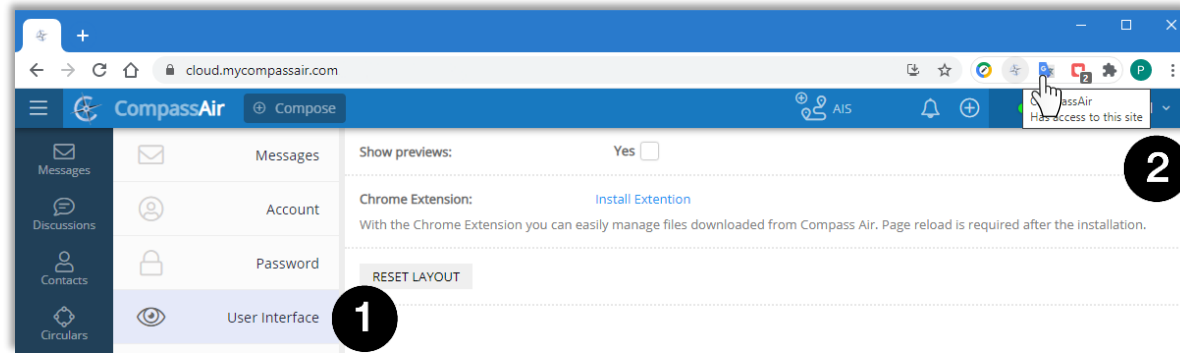 cloud.mycompassair.com
2
P
CompassAir
Compose
AIS
assAir
Has access to this site
2
Messages
Messages
Show previews:
Yes
Discussions
Account
Chrome Extension:
Install Extention
With the Chrome Extension you can easily manage files downloaded from Compass Air. Page reload is required after the installation.
Contacts
Password
RESET LAYOUT
Circulars
User Interface
1